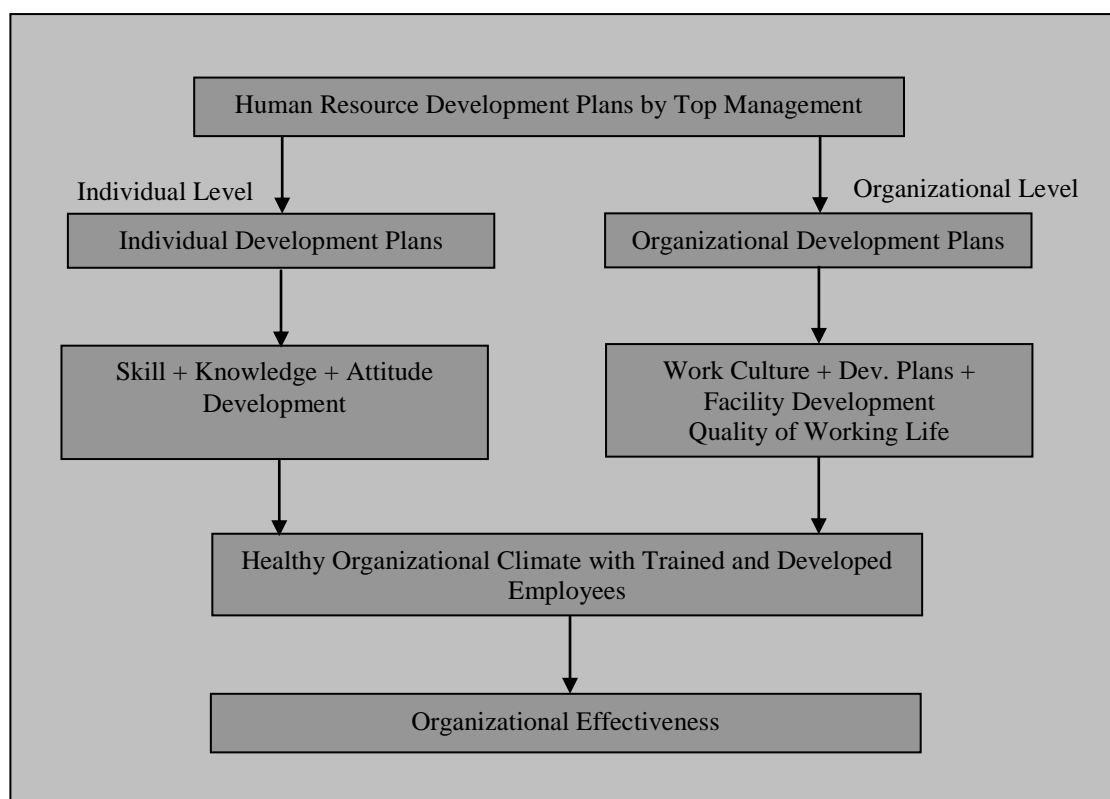 Human Resource Development Plans by Top Management
Individual Level
Organizational Level
Individual Development Plans
Organizational Development Plans
Skill + Knowledge + Attitude
Development
Work Culture + Dev. Plans +
Facility Development
Quality of Working Life
Healthy Organizational Climate with Trained and Developed
Employees
Organizational Effectiveness